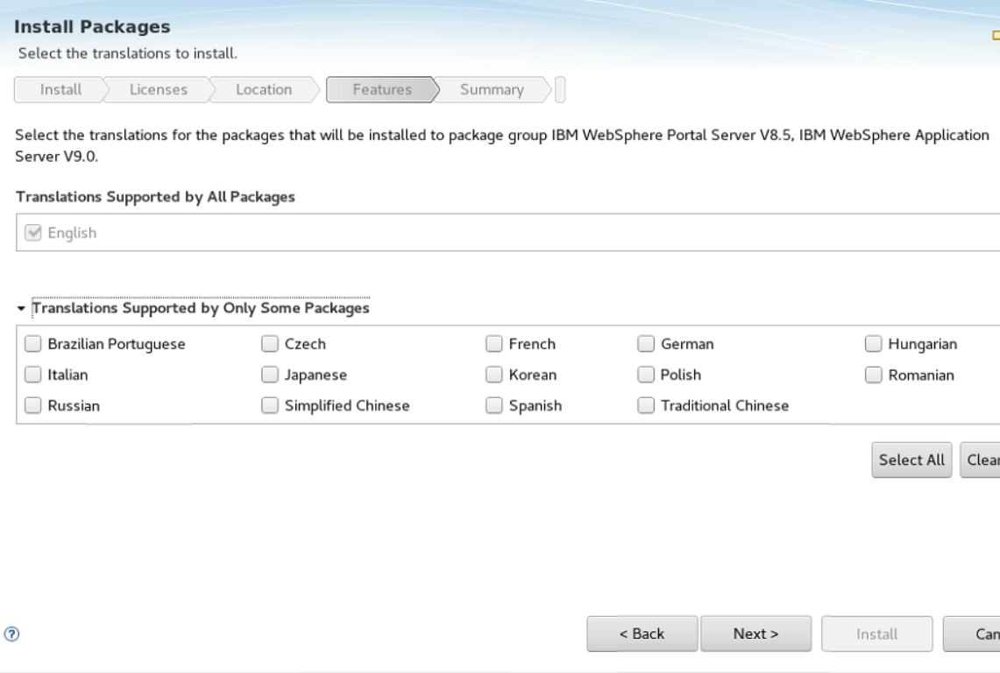 Install Packages
Select the translations to install.
Install Licenses Location Features Summary
Select the translations for the packages that will be installed to package group IBM WebSphere Portal Server V8.5, IBM WebSphere Application
Server V9.0.
Translations Supported by All Packages
English
Translations Supported by Only Some Packages
Brazilian Portuguese Czech French German Hungarian
Italian Japanese Korean Polish Romanian
Russian Simplified Chinese Spanish Traditional Chinese
Select All Clear
? < Back Next > Install Can